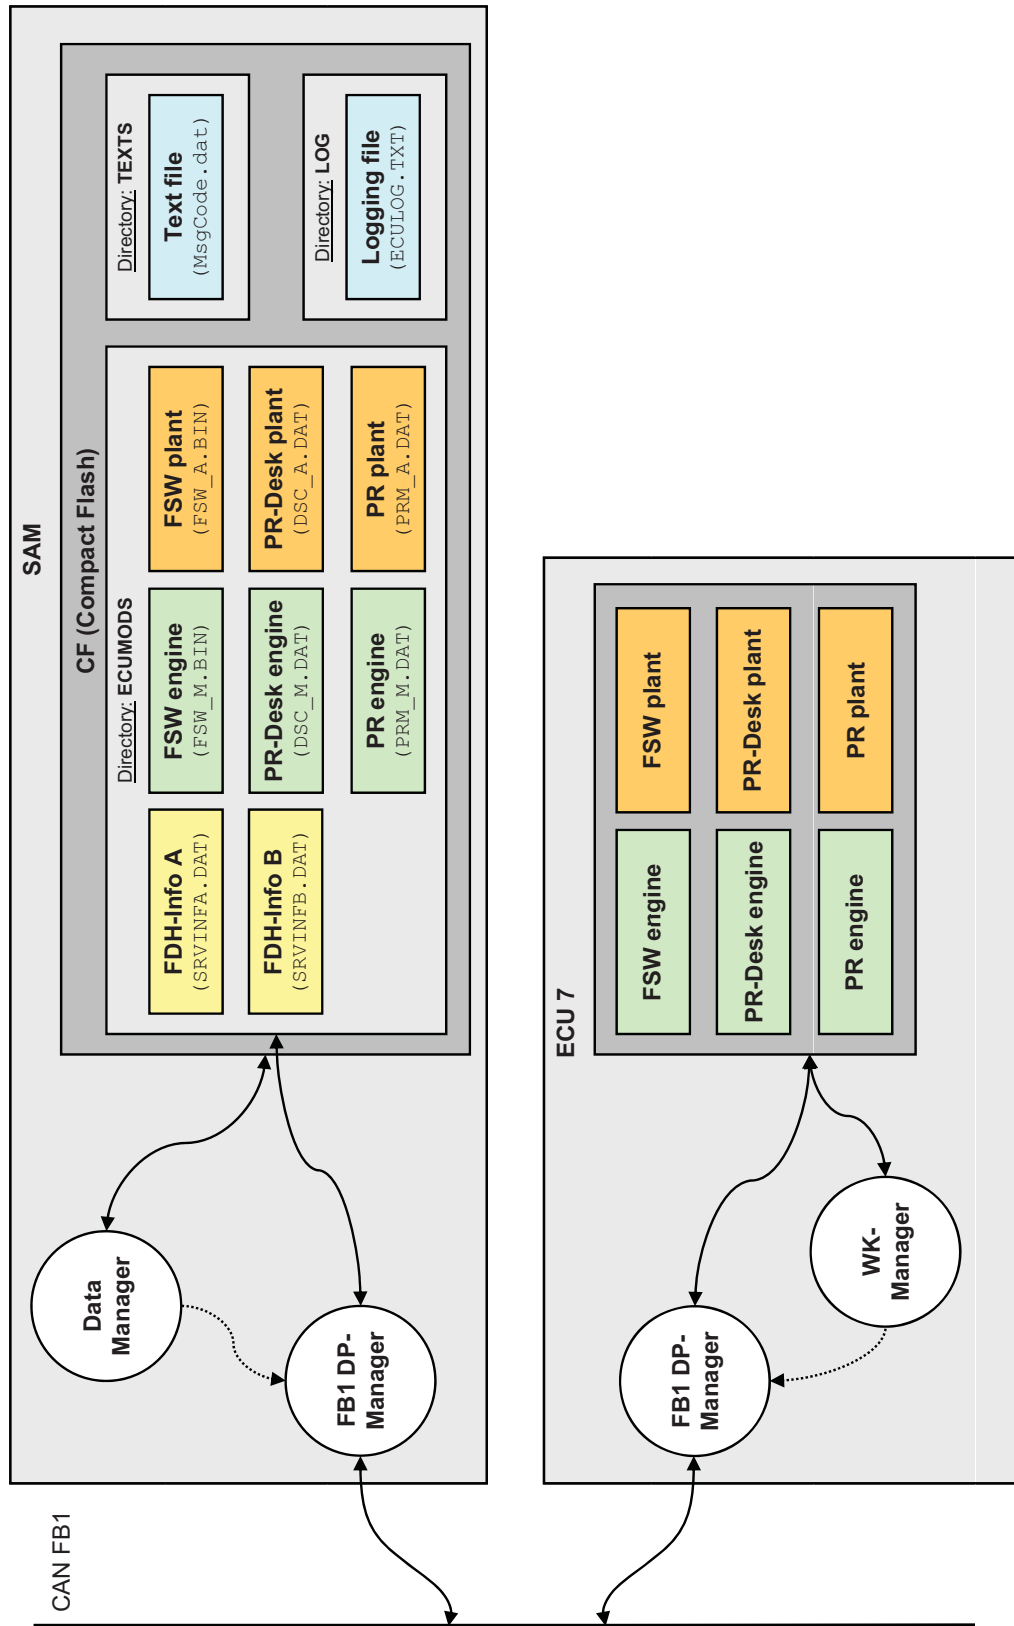 SAM
CF (Compact Flash)
Directory: ECUMODS
FDH-Info A
(SRVINFA.DAT)
FSW engine
(FSW_M.BIN)
FSW plant
(FSW_A.BIN)
FDH-Info B
(SRVINFB.DAT)
PR-Desk engine
(DSC_M.DAT)
PR-Desk plant
(DSC_A.DAT)
PR engine
(PRM_M.DAT)
PR plant
(PRM_A.DAT)
Directory: TEXTS
Text file
(MsgCode.dat)
Directory: LOG
Logging file
(ECULOG.TXT)
Data
Manager
FB1 DP-
Manager
CAN FB1
ECU 7
FSW engine
FSW plant
PR-Desk engine
PR-Desk plant
PR engine
PR plant
FB1 DP-
Manager
WK-
Manager